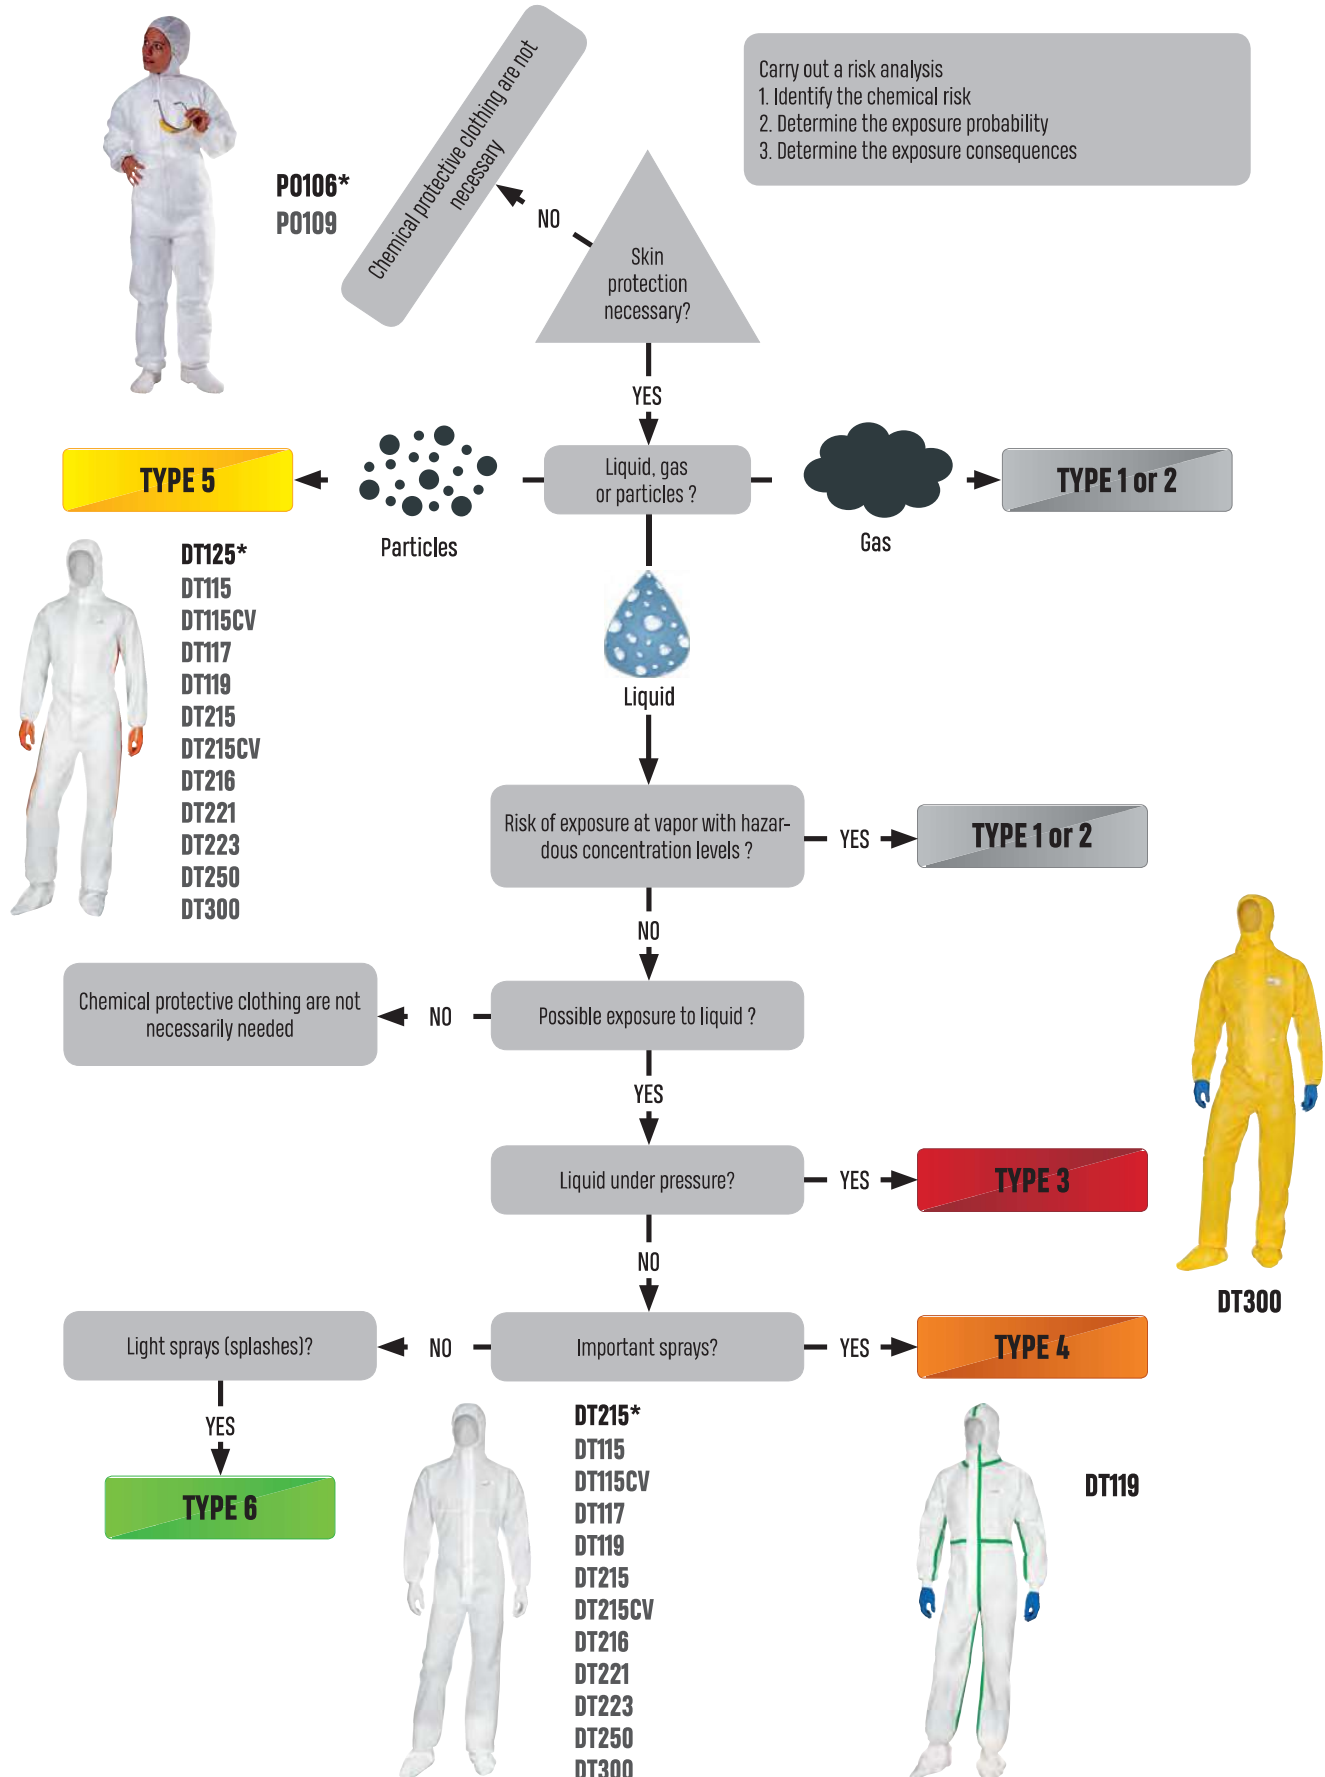 Carry out a risk analysis
1. Identify the chemical risk
2. Determine the exposure probability
3. Determine the exposure consequences
Chemical protective clothing are not
necessary
PO106*
PO109
NO
Skin
protection
necessary?
YES
TYPE 5
Particles
Liquid, gas
or particles ?
Gas
TYPE 1 or 2
DT125*
DT115
DT115CV
DT117
DT119
DT215
DT215CV
DT216
DT221
DT223
DT250
DT300
Liquid
Risk of exposure at vapor with hazar-
dous concentration levels ?
YES
TYPE 1 or 2
NO
Chemical protective clothing are not
necessarily needed
NO
Possible exposure to liquid ?
YES
Liquid under pressure?
YES
TYPE 3
DT300
NO
Light sprays (splashes)?
NO
Important sprays?
YES
TYPE 4
YES
TYPE 6
DT215*
DT115
DT115CV
DT117
DT119
DT215
DT215CV
DT216
DT221
DT223
DT250
DT300
DT119